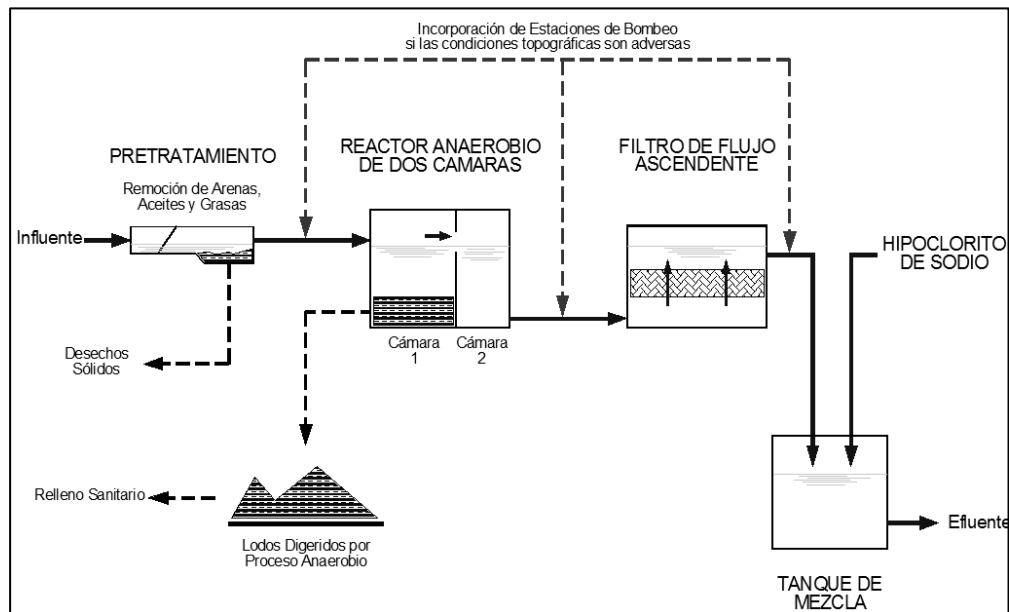 Incorporación de Estaciones de Bombeo
si las condiciones topográficas son adversas
PRETRATAMIENTO
Remoción de Arenas,
Aceites y Grasas
REACTOR ANAEROBIO
DE DOS CAMARAS
FILTRO DE FLUJO
ASCENDENTE
Influente
HIPOCLORITO
DE SODIO
Cámara
1
Cámara
2
Desechos
Sólidos
Relleno Sanitario
Lodos Digeridos por
Proceso Anaerobio
Efluente
TANQUE DE
MEZCLA